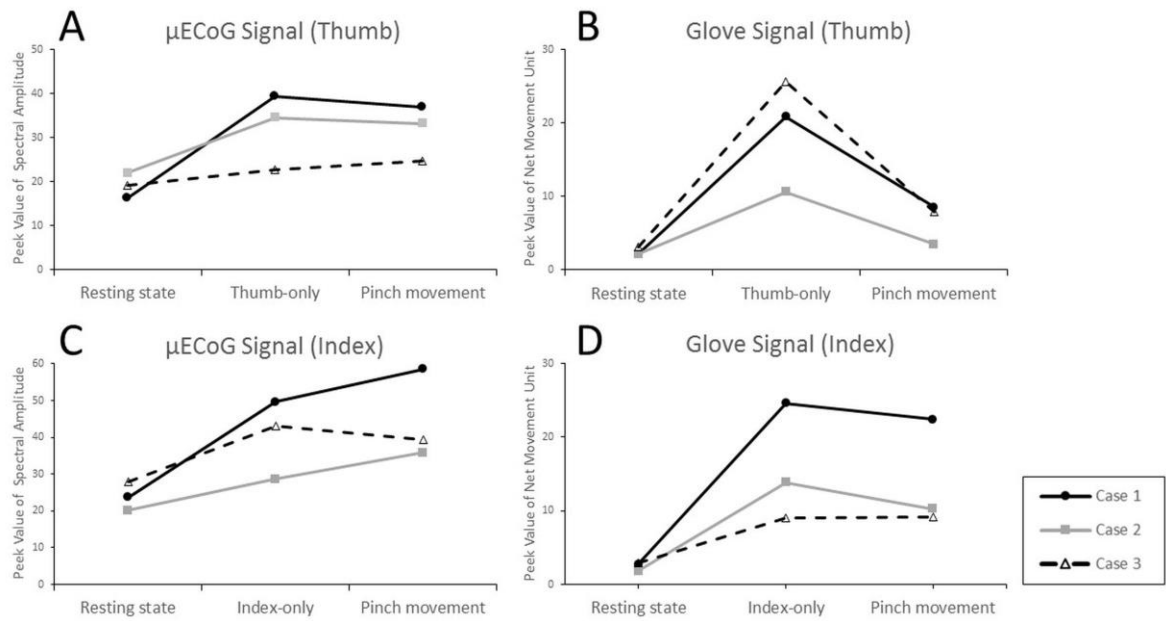 A
μECoG Signal (Thumb)
Peek Value of Spectral Amplitude
50
40
30
20
10
0
Resting state
Thumb-only
Pinch movement
B
Glove Signal (Thumb)
Peek Value of Net Movement Unit
30
20
10
0
Resting state
Thumb-only
Pinch movement
C
μECoG Signal (Index)
Peek Value of Spectral Amplitude
60
50
40
30
20
10
0
Resting state
Index-only
Pinch movement
D
Glove Signal (Index)
Peek Value of Net Movement Unit
30
20
10
0
Resting state
Index-only
Pinch movement
Case 1
Case 2
Case 3